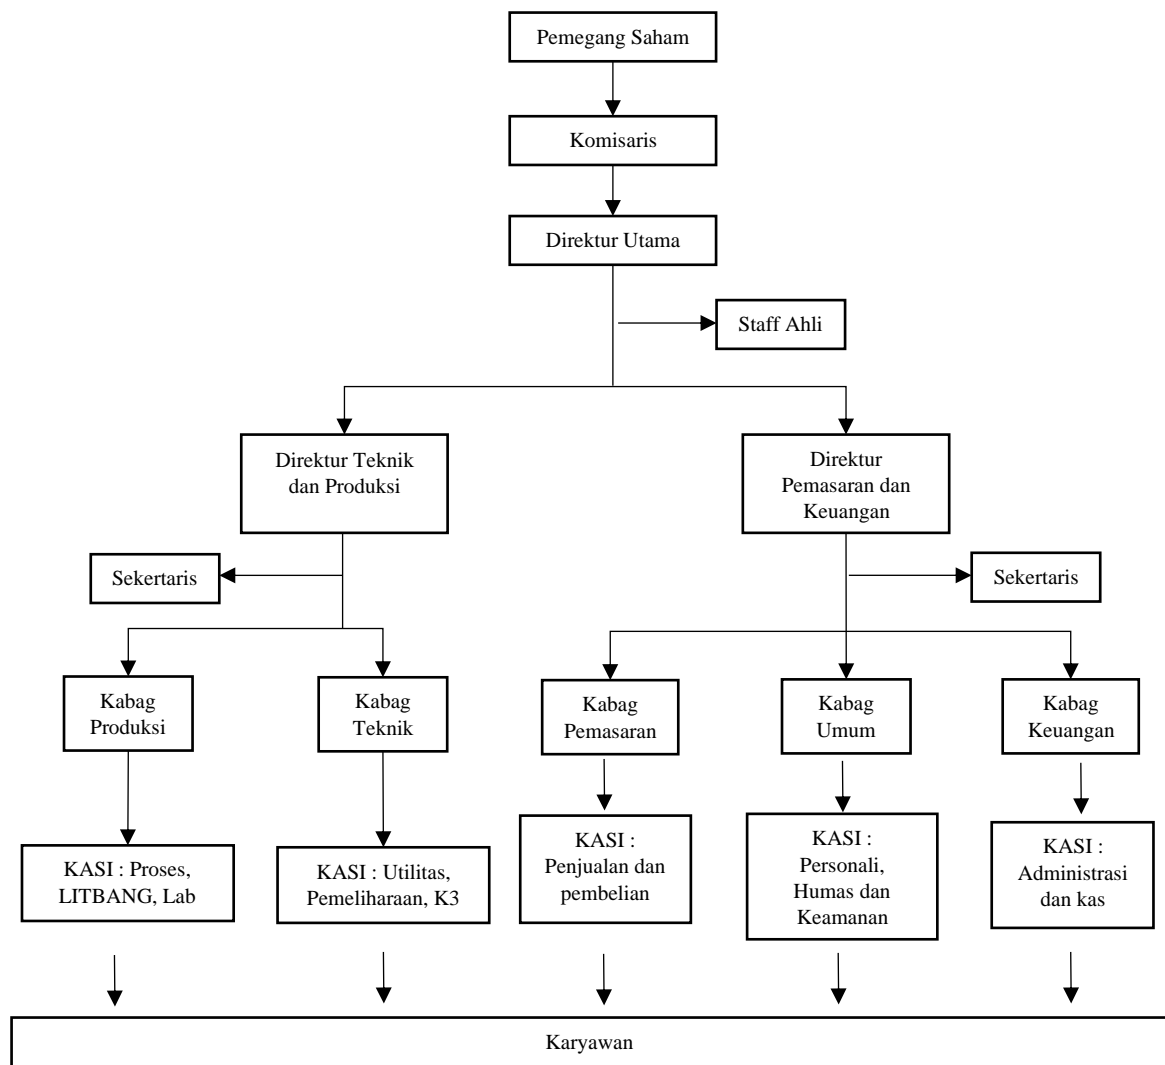 Pemegang Saham
Komisaris
Direktur Utama
Staff Ahli
Direktur Teknik
dan Produksi
Direktur
Pemasaran dan
Keuangan
Sekertaris
Sekertaris
Kabag
Produksi
Kabag
Teknik
Kabag
Pemasaran
Kabag
Umum
Kabag
Keuangan
KASI : Proses,
LITBANG, Lab
KASI : Utilitas,
Pemeliharaan, K3
KASI :
Penjualan dan
pembelian
KASI :
Personali,
Humas dan
Keamanan
KASI :
Administrasi
dan kas
Karyawan